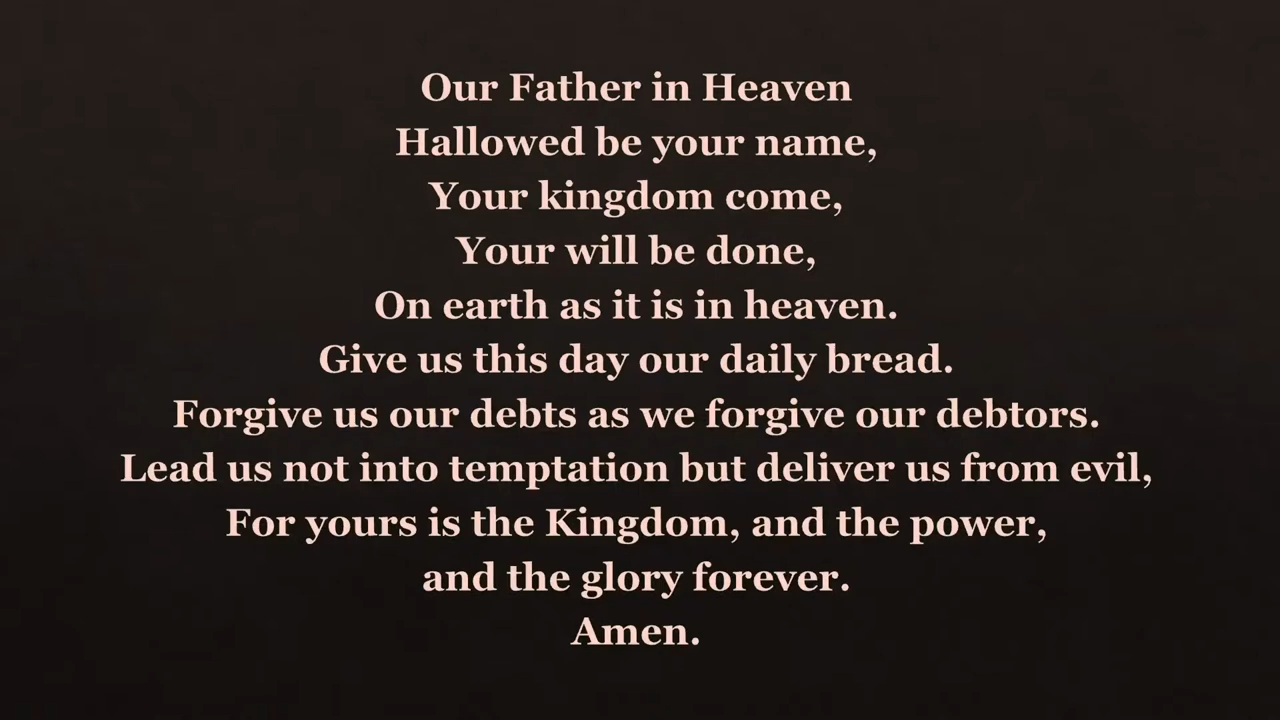 Our Father in Heaven
Hallowed be your name,
Your kingdom come,
Your will be done,
On earth as it is in heaven.
Give us this day our daily bread.
Forgive us our debts as we forgive our debtors.
Lead us not into temptation but deliver us from evil,
For yours is the Kingdom, and the power,
and the glory forever.
Amen.